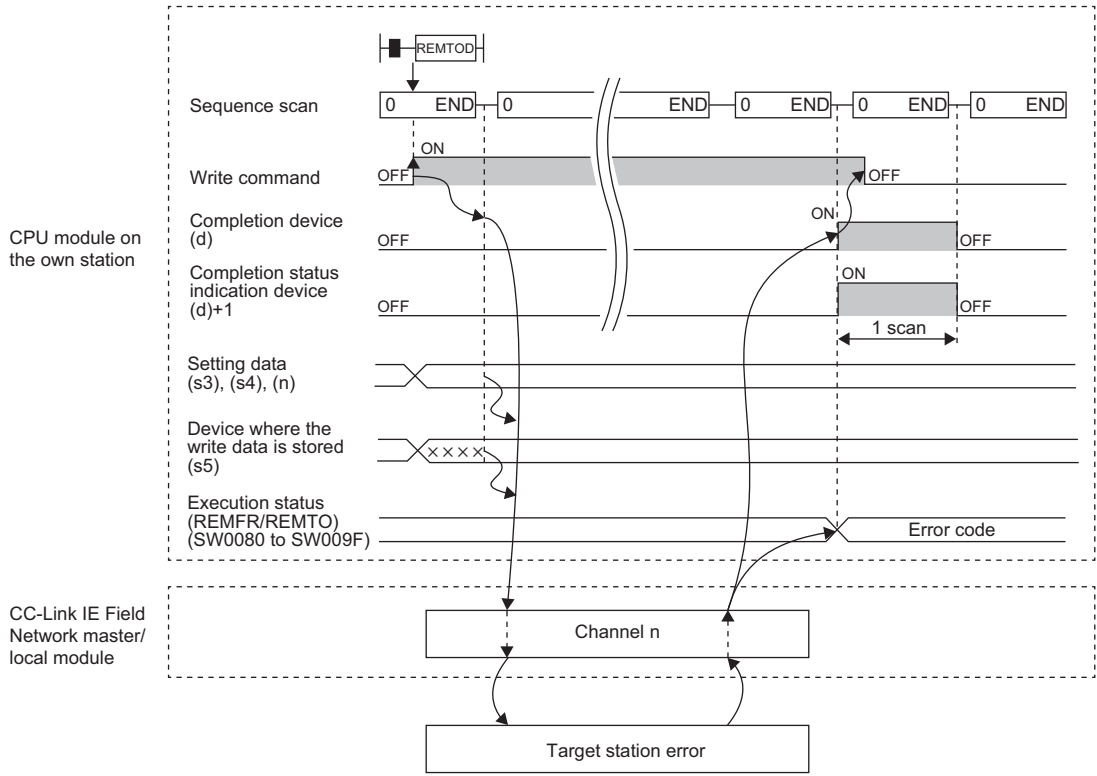 REMTOD
Sequence scan
0 END 0 END 0 END 0 END 0 END
ON
Write command
OFF OFF
Completion device
(d)
ON
OFF OFF
Completion status
indication device
(d)+1
ON
OFF OFF
1 scan
CPU module on
the own station
Setting data
(s3), (s4), (n)
Device where the
write data is stored
(s5)
××××
Execution status
(REMFR/REMTO)
(SW0080 to SW009F)
Error code
CC-Link IE Field
Network master/
local module
Channel n
Target station error